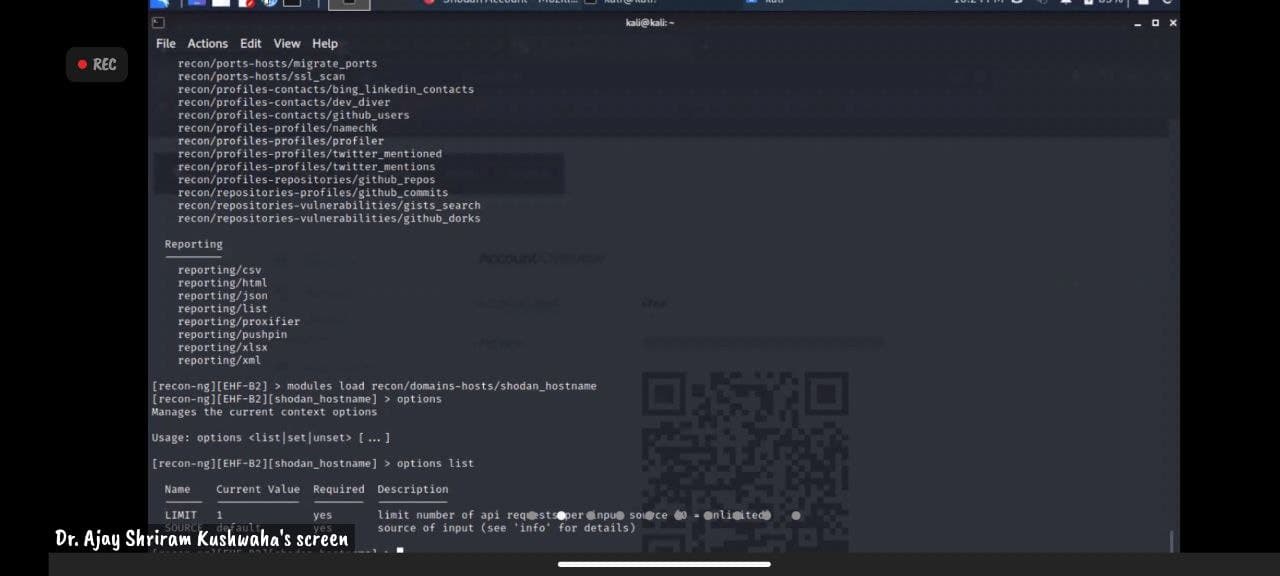 kali@kali: ~
File Actions Edit View Help
REC
recon/ports-hosts/migrate_ports
recon/ports-hosts/ssl_scan
recon/profiles-contacts/bing_linkedin_contacts
recon/profiles-contacts/dev_diver
recon/profiles-contacts/github_users
recon/profiles-profiles/namechk
recon/profiles-profiles/profiler
recon/profiles-profiles/twitter_mentioned
recon/profiles-profiles/twitter_mentions
recon/profiles-repositories/github_repos
recon/repositories-profiles/github_commits
recon/repositories-vulnerabilities/gists_search
recon/repositories-vulnerabilities/github_dorks
Reporting
reporting/csv
reporting/html
reporting/json
reporting/list
reporting/proxifier
reporting/pushpin
reporting/xlsx
reporting/xml
Account Overview
[recon-ng][EHF-B2] > modules load recon/domains-hosts/shodan_hostname
[recon-ng][EHF-B2][shodan_hostname] > options
Manages the current context options
Usage: options <list|set|unset> [...]
[recon-ng][EHF-B2][shodan_hostname] > options list
Name Current Value Required Description
LIMIT 1 yes limit number of api requests per input source (0 = unlimited)
SOURCE default yes source of input (see 'info' for details)
Dr. Ajay Shriram Kushwaha's screen